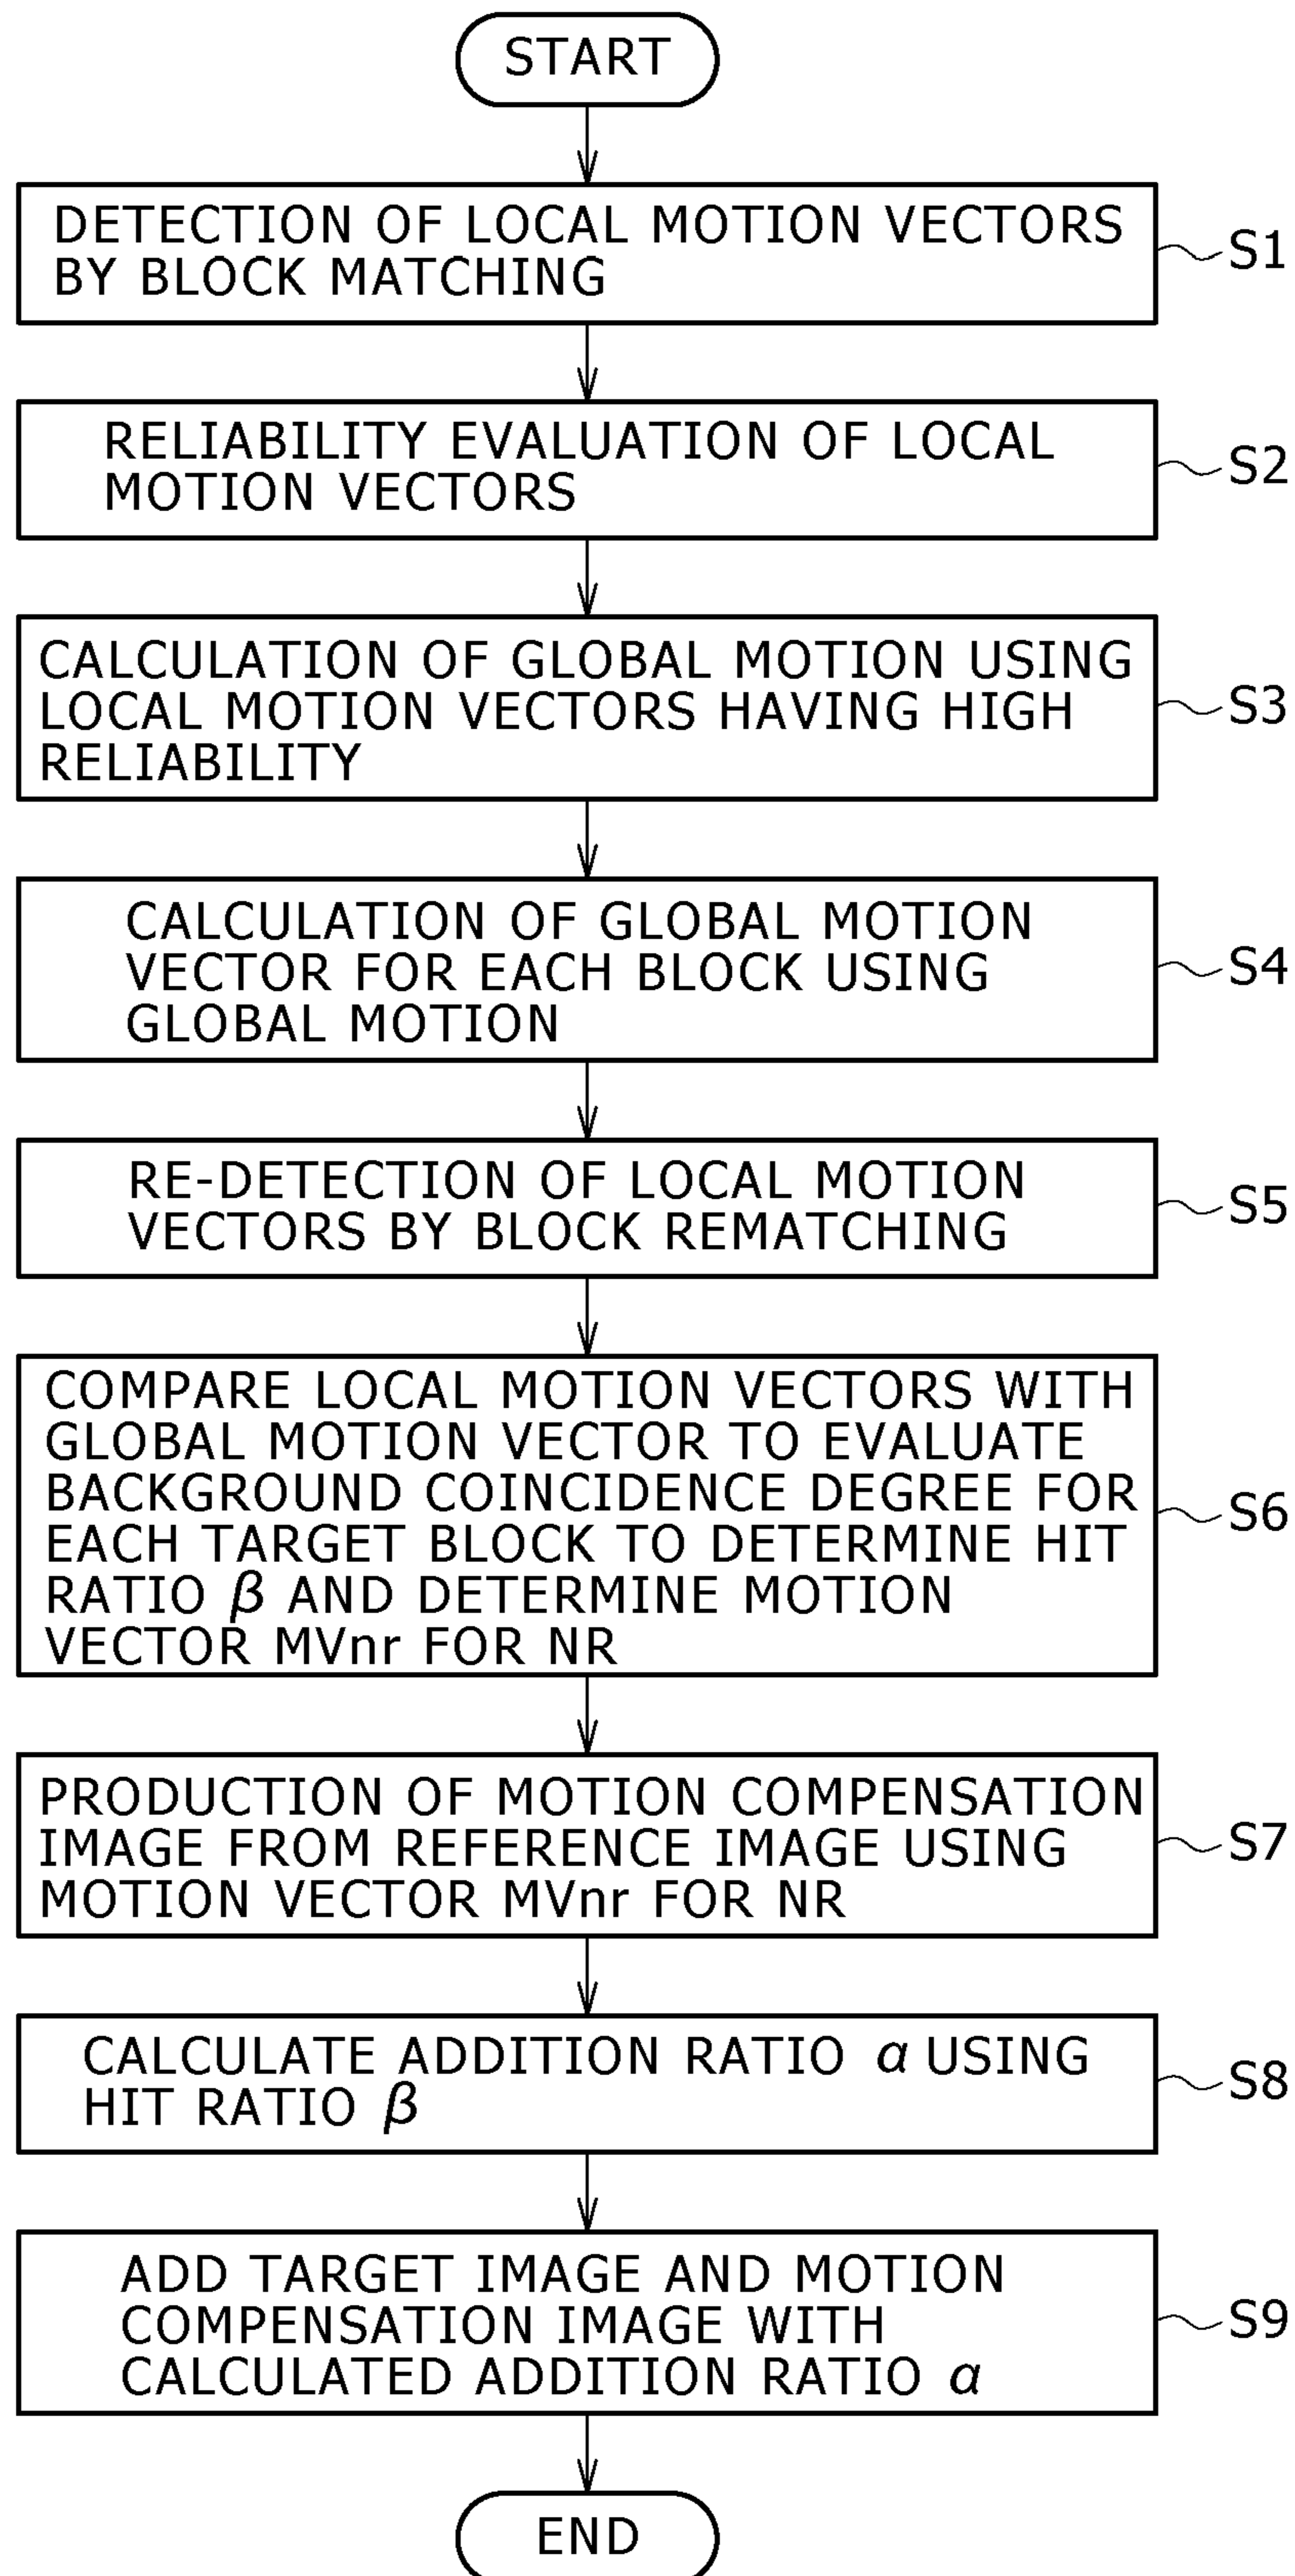 START
DETECTION OF LOCAL MOTION VECTORS
BY BLOCK MATCHING
S1
RELIABILITY EVALUATION OF LOCAL
MOTION VECTORS
S2
CALCULATION OF GLOBAL MOTION USING
LOCAL MOTION VECTORS HAVING HIGH
RELIABILITY
S3
CALCULATION OF GLOBAL MOTION
VECTOR FOR EACH BLOCK USING
GLOBAL MOTION
S4
RE-DETECTION OF LOCAL MOTION
VECTORS BY BLOCK REMATCHING
S5
COMPARE LOCAL MOTION VECTORS WITH
GLOBAL MOTION VECTOR TO EVALUATE
BACKGROUND COINCIDENCE DEGREE FOR
EACH TARGET BLOCK TO DETERMINE HIT
RATIO β AND DETERMINE MOTION
VECTOR MVnr FOR NR
S6
PRODUCTION OF MOTION COMPENSATION
IMAGE FROM REFERENCE IMAGE USING
MOTION VECTOR MVnr FOR NR
S7
CALCULATE ADDITION RATIO α USING
HIT RATIO β
S8
ADD TARGET IMAGE AND MOTION
COMPENSATION IMAGE WITH
CALCULATED ADDITION RATIO α
S9
END